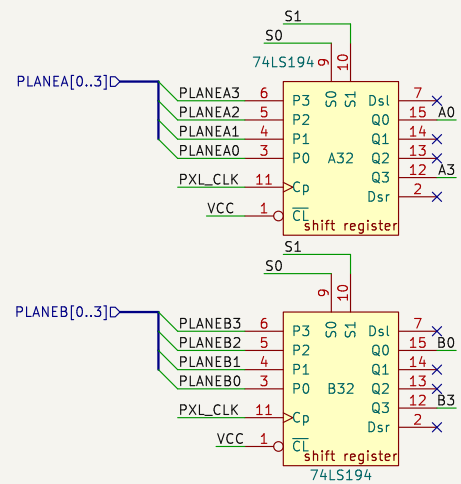 S1
S0
74LS194
9 10
PLANEA[0..3]
PLANEA3 6 P3 S0 S1 Dsl 7
PLANEA2 5 P2 Q0 15 A0
PLANEA1 4 P1 Q1 14
PLANEA0 3 P0 A32 Q2 13
Q3 12 A3
PXL_CLK 11 Cp Dsr 2
VCC 1 CL
shift register
S1
S0
9 10
PLANEB[0..3]
PLANEB3 6 P3 S0 S1 Dsl 7
PLANEB2 5 P2 Q0 15 B0
PLANEB1 4 P1 Q1 14
PLANEB0 3 P0 B32 Q2 13
Q3 12 B3
PXL_CLK 11 Cp Dsr 2
VCC 1 CL
shift register
74LS194